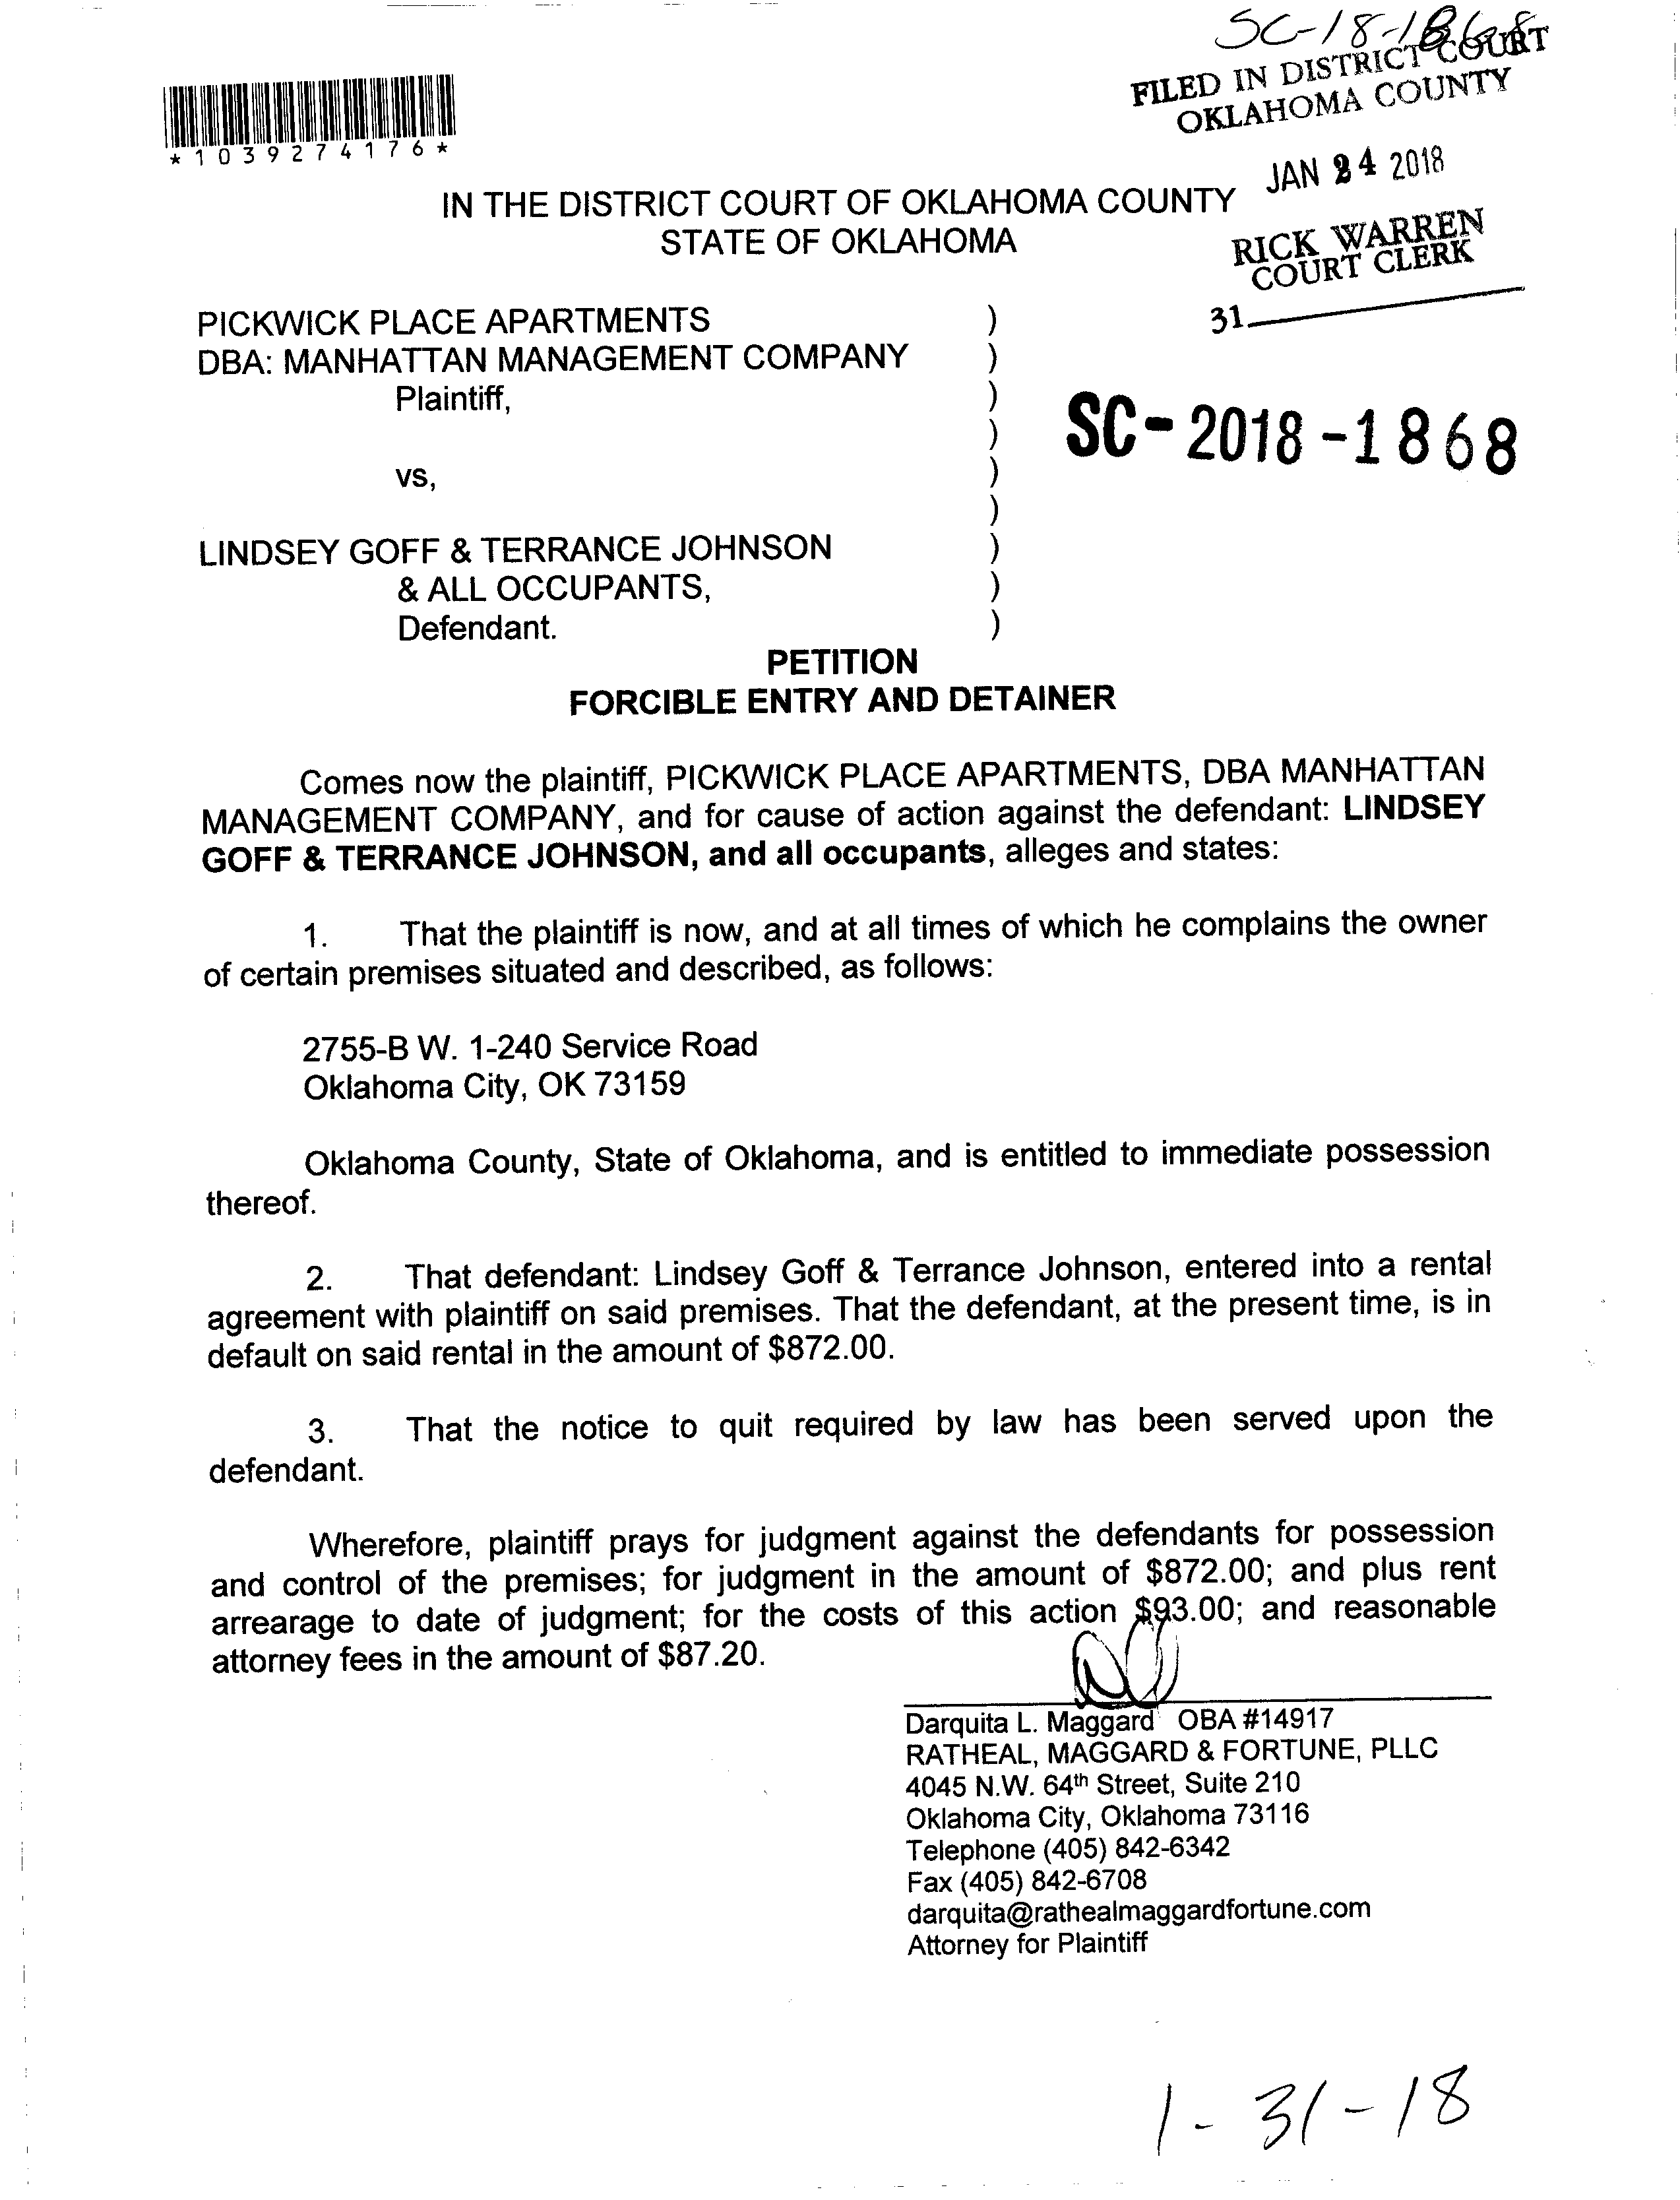 SC-18-1868
FILED IN DISTRICT COURT
OKLAHOMA COUNTY
*1039274176*
JAN 24 2018
IN THE DISTRICT COURT OF OKLAHOMA COUNTY
STATE OF OKLAHOMA
RICK WARREN
COURT CLERK
31
PICKWICK PLACE APARTMENTS )
DBA: MANHATTAN MANAGEMENT COMPANY )
Plaintiff, )
)
vs, )
)
LINDSEY GOFF & TERRANCE JOHNSON )
& ALL OCCUPANTS, )
Defendant. )
SC-2018-1868
PETITION
FORCIBLE ENTRY AND DETAINER
Comes now the plaintiff, PICKWICK PLACE APARTMENTS, DBA MANHATTAN
MANAGEMENT COMPANY, and for cause of action against the defendant: LINDSEY
GOFF & TERRANCE JOHNSON, and all occupants, alleges and states:
1. That the plaintiff is now, and at all times of which he complains the owner
of certain premises situated and described, as follows:
2755-B W. 1-240 Service Road
Oklahoma City, OK 73159
Oklahoma County, State of Oklahoma, and is entitled to immediate possession
thereof.
2. That defendant: Lindsey Goff & Terrance Johnson, entered into a rental
agreement with plaintiff on said premises. That the defendant, at the present time, is in
default on said rental in the amount of $872.00.
3. That the notice to quit required by law has been served upon the
defendant.
Wherefore, plaintiff prays for judgment against the defendants for possession
and control of the premises; for judgment in the amount of $872.00; and plus rent
arrearage to date of judgment; for the costs of this action $93.00; and reasonable
attorney fees in the amount of $87.20.
Darquita L. Maggard OBA #14917
RATHEAL, MAGGARD & FORTUNE, PLLC
4045 N.W. 64th Street, Suite 210
Oklahoma City, Oklahoma 73116
Telephone (405) 842-6342
Fax (405) 842-6708
darquita@rathealmaggardfortune.com
Attorney for Plaintiff
1-31-18